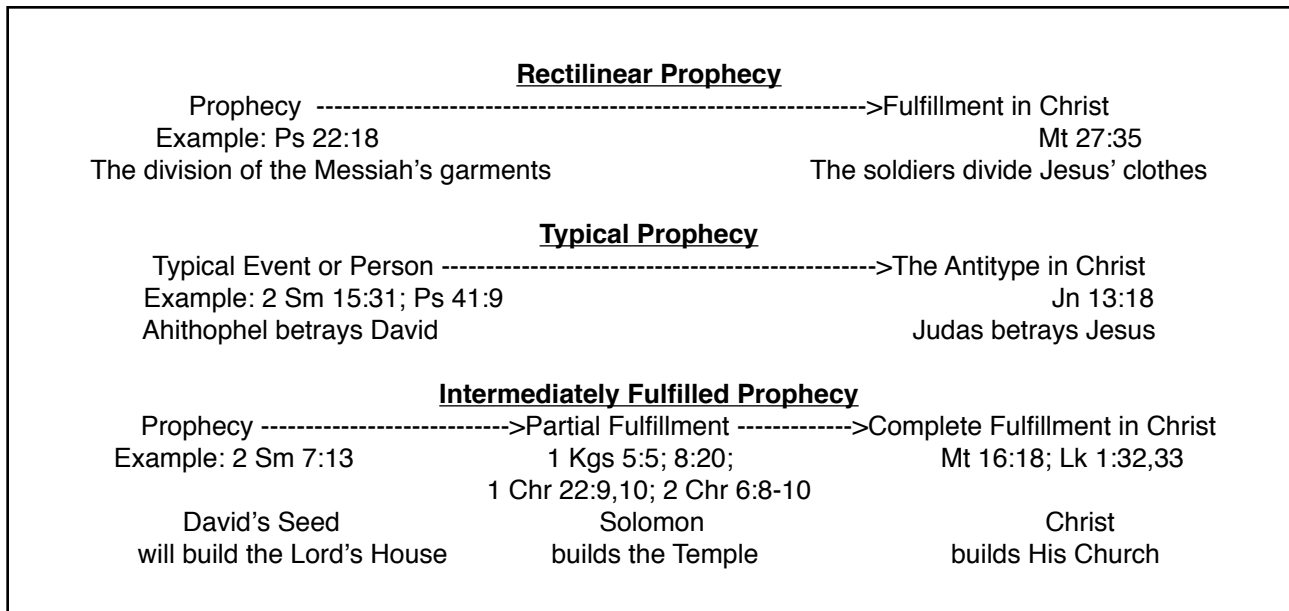 Rectilinear Prophecy
Prophecy -------------------------------------------------------------->Fulfillment in Christ
Example: Ps 22:18 Mt 27:35
The division of the Messiah’s garments The soldiers divide Jesus’ clothes
Typical Prophecy
Typical Event or Person ------------------------------------------------->The Antitype in Christ
Example: 2 Sm 15:31; Ps 41:9 Jn 13:18
Ahithophel betrays David Judas betrays Jesus
Intermediately Fulfilled Prophecy
Prophecy ---------------------------->Partial Fulfillment ------------->Complete Fulfillment in Christ
Example: 2 Sm 7:13 1 Kgs 5:5; 8:20; Mt 16:18; Lk 1:32,33
1 Chr 22:9,10; 2 Chr 6:8-10
David’s Seed Solomon Christ
will build the Lord’s House builds the Temple builds His Church